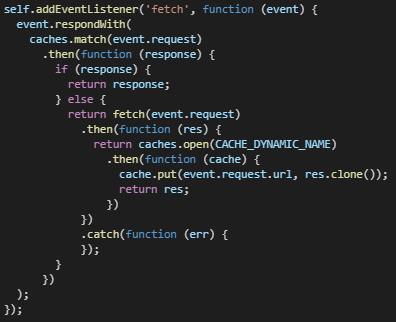 self.addEventListener('fetch', function (event) {
  event.respondWith(
    caches.match(event.request)
      .then(function (response) {
        if (response) {
          return response;
        } else {
          return fetch(event.request)
            .then(function (res) {
              return caches.open(CACHE_DYNAMIC_NAME)
                .then(function (cache) {
                  cache.put(event.request.url, res.clone());
                  return res;
                })
            })
            .catch(function (err) {
            });
        }
      })
  );
});